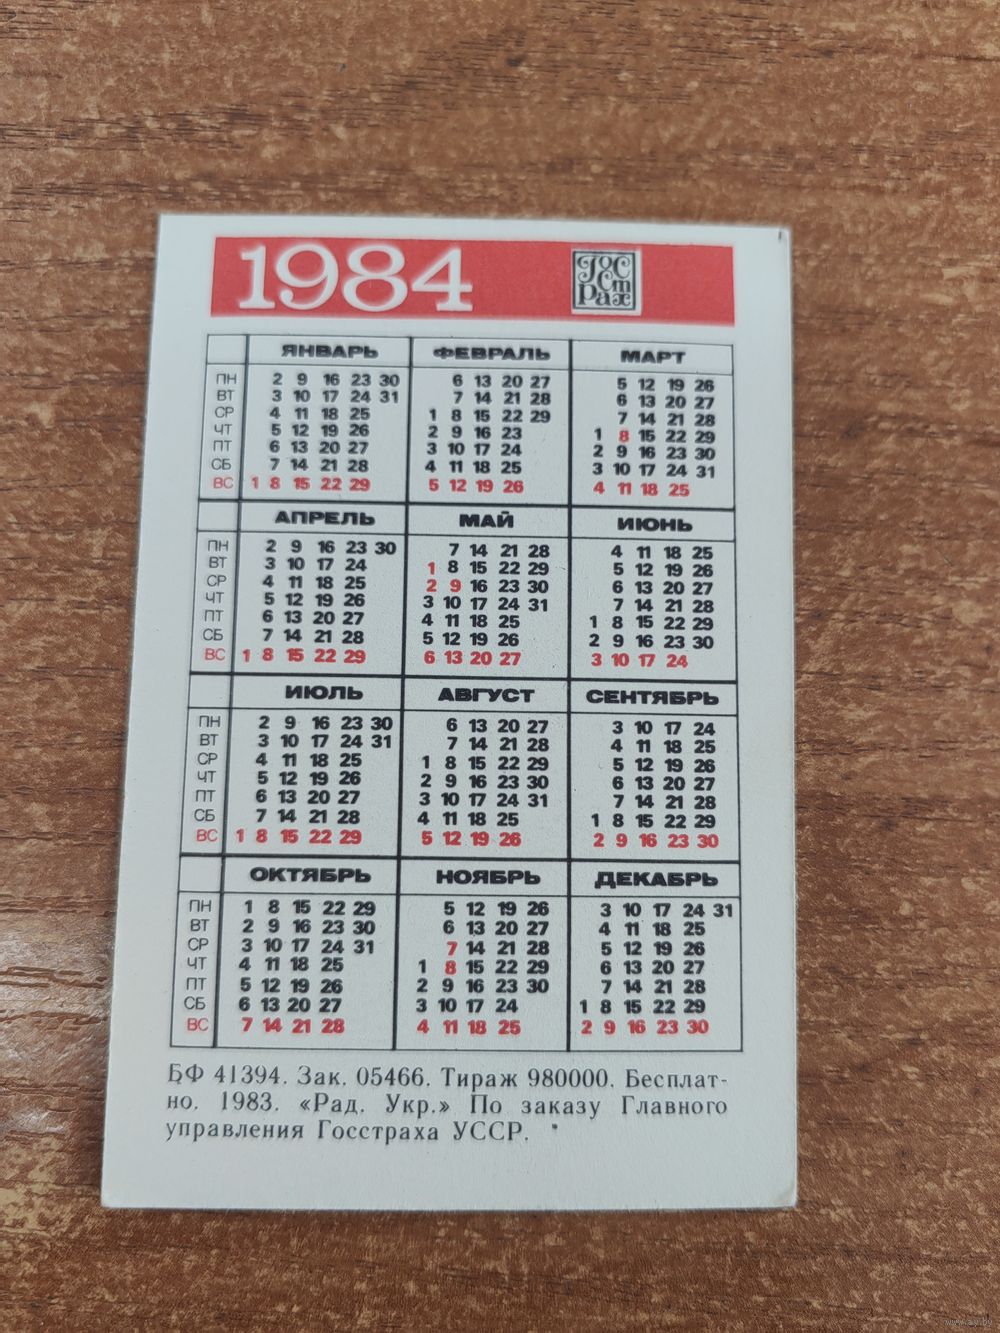 1984 Гос Стра х
ЯНВАРЬ ФЕВРАЛЬ МАРТ
ПН 2 9 16 23 30 6 13 20 27 5 12 19 26
ВТ 3 10 17 24 31 7 14 21 28 6 13 20 27
СР 4 11 18 25 1 8 15 22 29 7 14 21 28
ЧТ 5 12 19 26 2 9 16 23 1 8 15 22 29
ПТ 6 13 20 27 3 10 17 24 2 9 16 23 30
СБ 7 14 21 28 4 11 18 25 3 10 17 24 31
ВС 1 8 15 22 29 5 12 19 26 4 11 18 25
АПРЕЛЬ МАЙ ИЮНЬ
ПН 2 9 16 23 30 7 14 21 28 4 11 18 25
ВТ 3 10 17 24 1 8 15 22 29 5 12 19 26
СР 4 11 18 25 2 9 16 23 30 6 13 20 27
ЧТ 5 12 19 26 3 10 17 24 31 7 14 21 28
ПТ 6 13 20 27 4 11 18 25 1 8 15 22 29
СБ 7 14 21 28 5 12 19 26 2 9 16 23 30
ВС 1 8 15 22 29 6 13 20 27 3 10 17 24
ИЮЛЬ АВГУСТ СЕНТЯБРЬ
ПН 2 9 16 23 30 6 13 20 27 3 10 17 24
ВТ 3 10 17 24 31 7 14 21 28 4 11 18 25
СР 4 11 18 25 1 8 15 22 29 5 12 19 26
ЧТ 5 12 19 26 2 9 16 23 30 6 13 20 27
ПТ 6 13 20 27 3 10 17 24 31 7 14 21 28
СБ 7 14 21 28 4 11 18 25 1 8 15 22 29
ВС 1 8 15 22 29 5 12 19 26 2 9 16 23 30
ОКТЯБРЬ НОЯБРЬ ДЕКАБРЬ
ПН 1 8 15 22 29 5 12 19 26 3 10 17 24 31
ВТ 2 9 16 23 30 6 13 20 27 4 11 18 25
СР 3 10 17 24 31 7 14 21 28 5 12 19 26
ЧТ 4 11 18 25 1 8 15 22 29 6 13 20 27
ПТ 5 12 19 26 2 9 16 23 30 7 14 21 28
СБ 6 13 20 27 3 10 17 24 1 8 15 22 29
ВС 7 14 21 28 4 11 18 25 2 9 16 23 30
БФ 41394. Зак. 05466. Тираж 980000. Бесплат-
но. 1983. «Рад. Укр.» По заказу Главного
управления Госстраха УССР.
www.ay.by